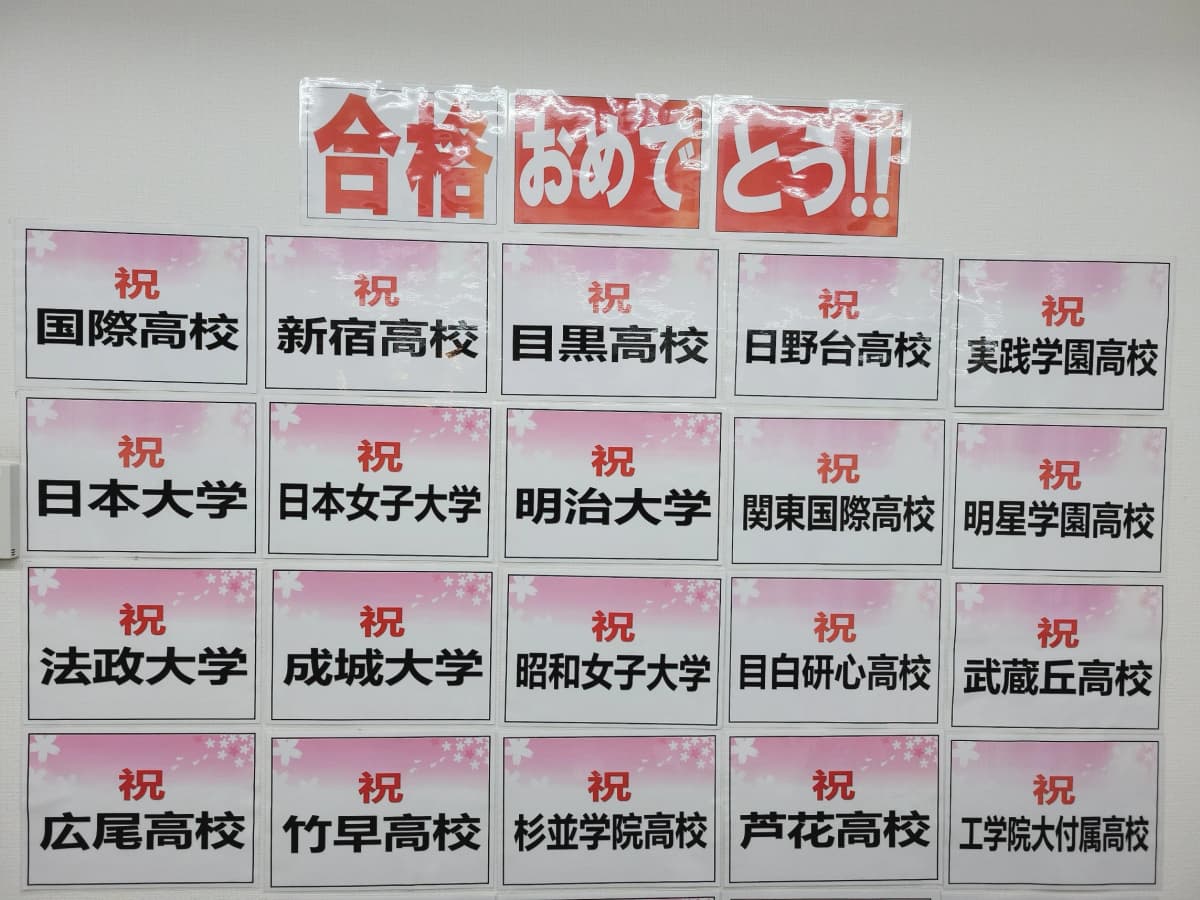 合格おめでとう!!
祝
国際高校
祝
新宿高校
祝
目黒高校
祝
日野台高校
祝
実践学園高校
祝
日本大学
祝
日本女子大学
祝
明治大学
祝
関東国際高校
祝
明星学園高校
祝
法政大学
祝
成城大学
祝
昭和女子大学
祝
目白研心高校
祝
武蔵丘高校
祝
広尾高校
祝
竹早高校
祝
杉並学院高校
祝
芦花高校
祝
工学院大付属高校